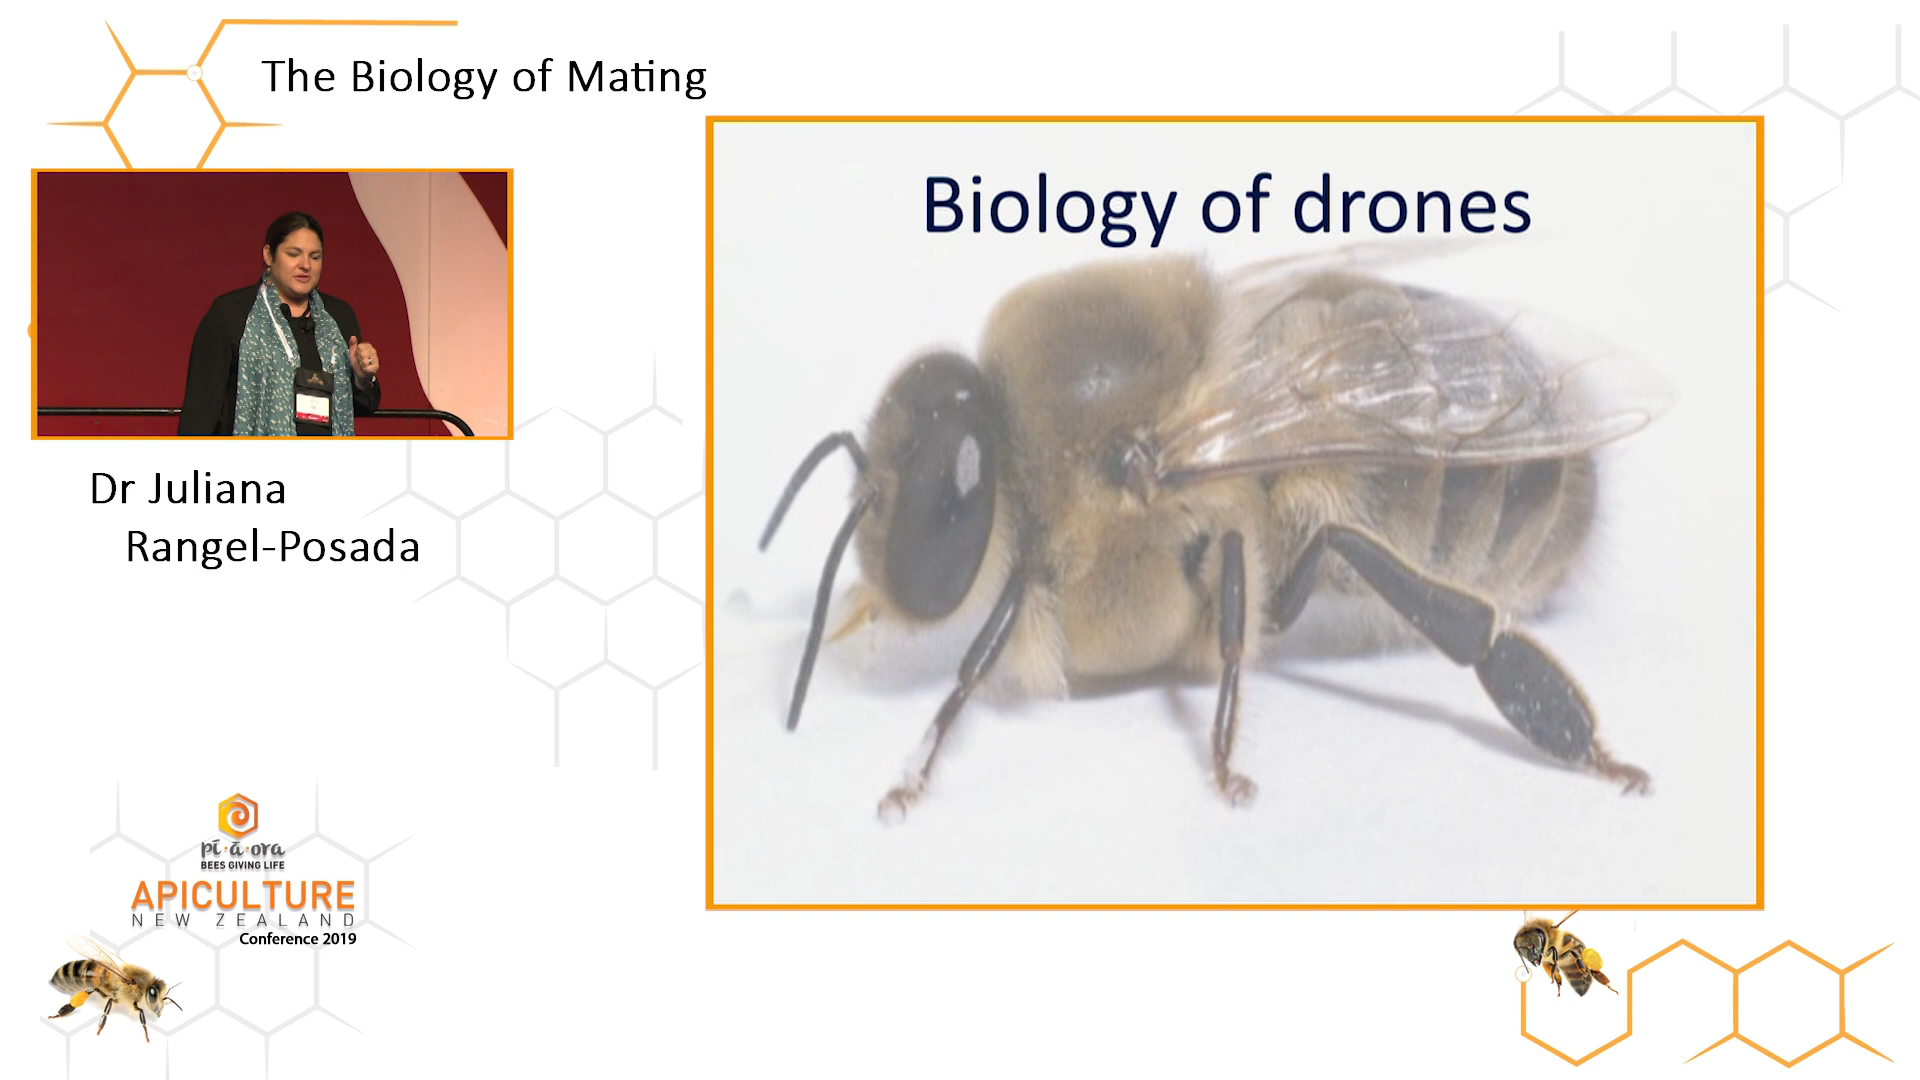 The Biology of Mating
Biology of drones
Dr Juliana
Rangel-Posada
pī·ā·ora
BEES GIVING LIFE
APICULTURE
NEW ZEALAND
Conference 2019